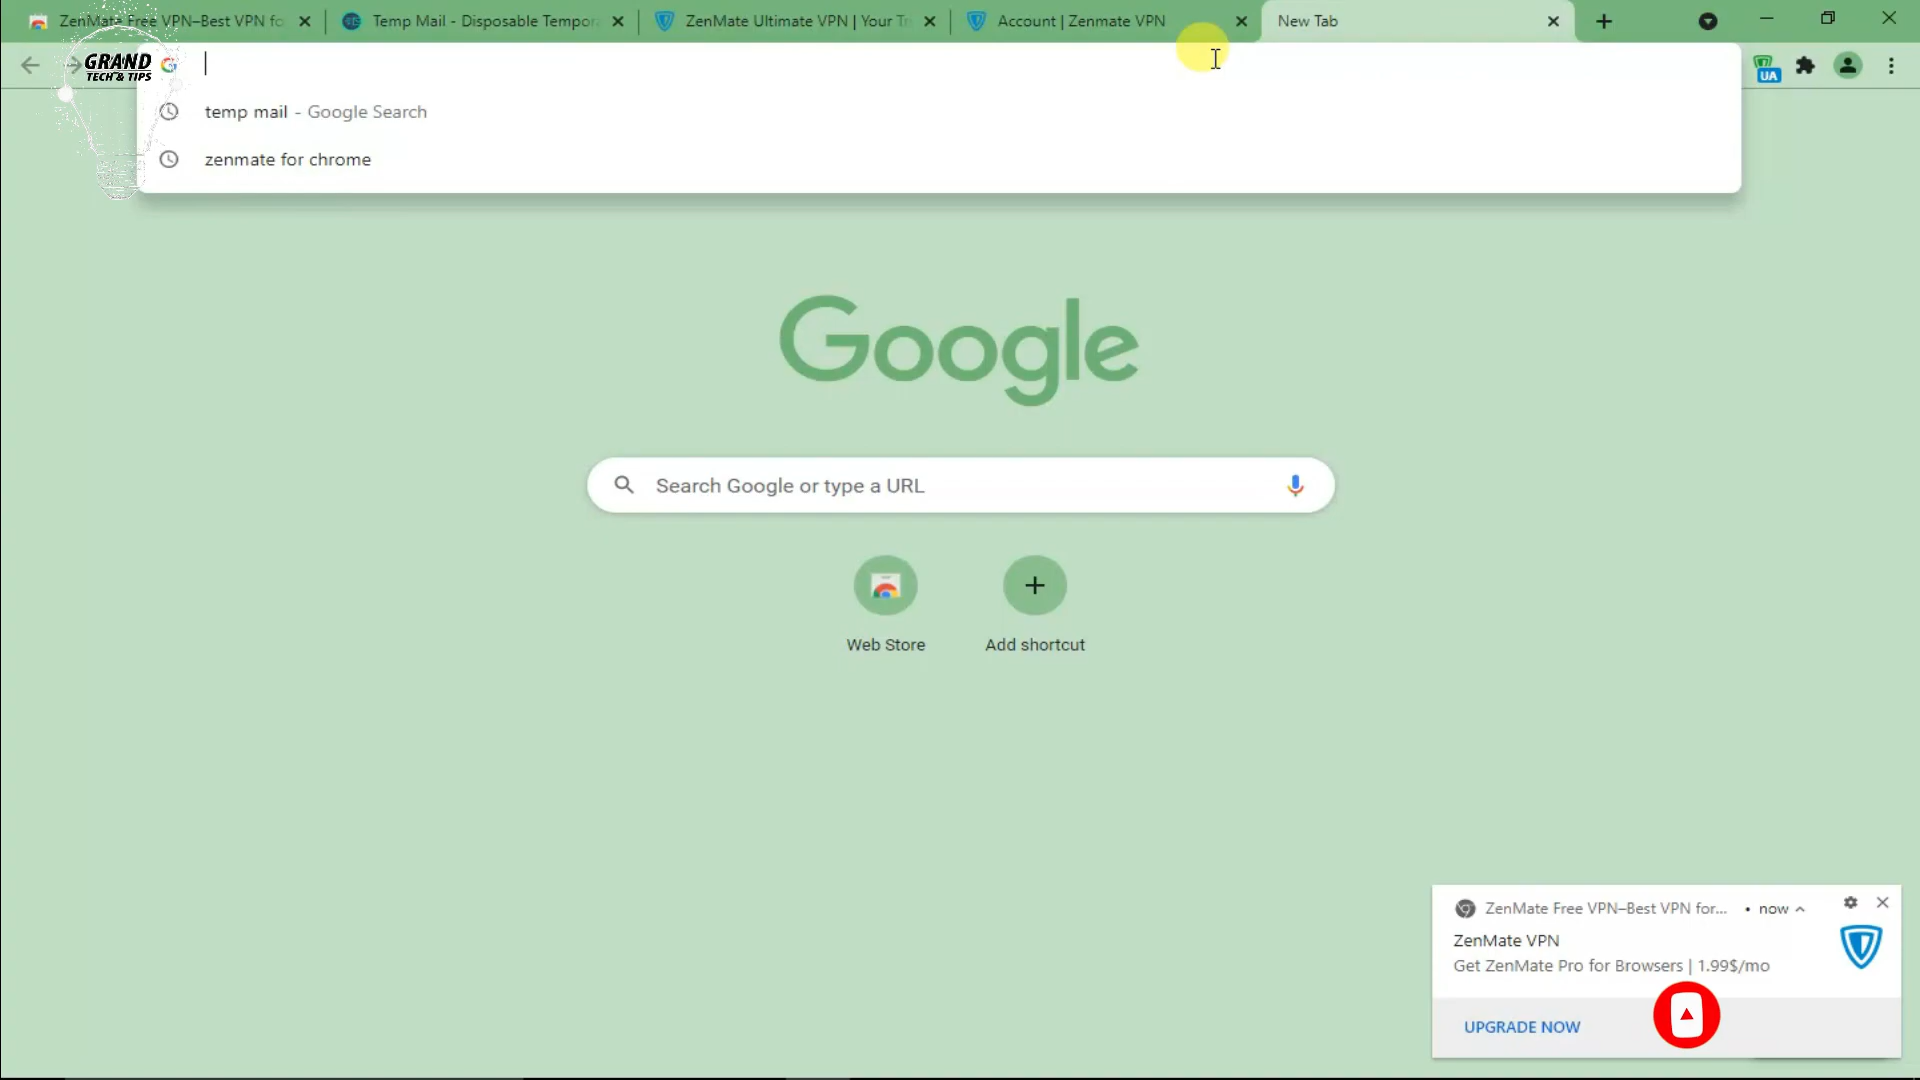 ZenMate Free VPN–Best VPN fo
Temp Mail - Disposable Tempor
ZenMate Ultimate VPN | Your Tr
Account | Zenmate VPN
New Tab
GRAND
TECH & TIPS
UA
temp mail - Google Search
zenmate for chrome
Google
Search Google or type a URL
Web Store
Add shortcut
ZenMate Free VPN–Best VPN for... • now
ZenMate VPN
Get ZenMate Pro for Browsers | 1.99$/mo
UPGRADE NOW